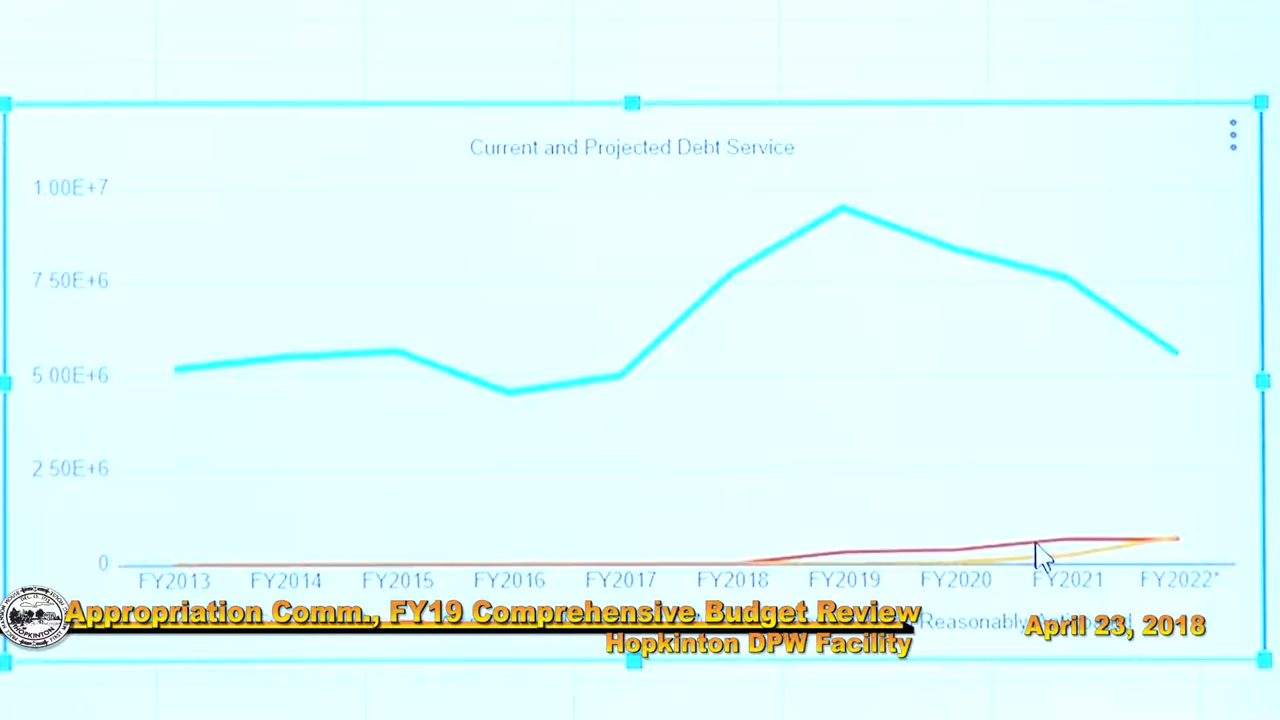 Current and Projected Debt Service
1.00E+7
7.50E+6
5.00E+6
2.50E+6
0
FY2013 FY2014 FY2015 FY2016 FY2017 FY2018 FY2019 FY2020 FY2021 FY2022*
Appropriation Comm., FY19 Comprehensive Budget Review
Reasonably
April 23, 2018
Hopkinton DPW Facility
HOPKINTON